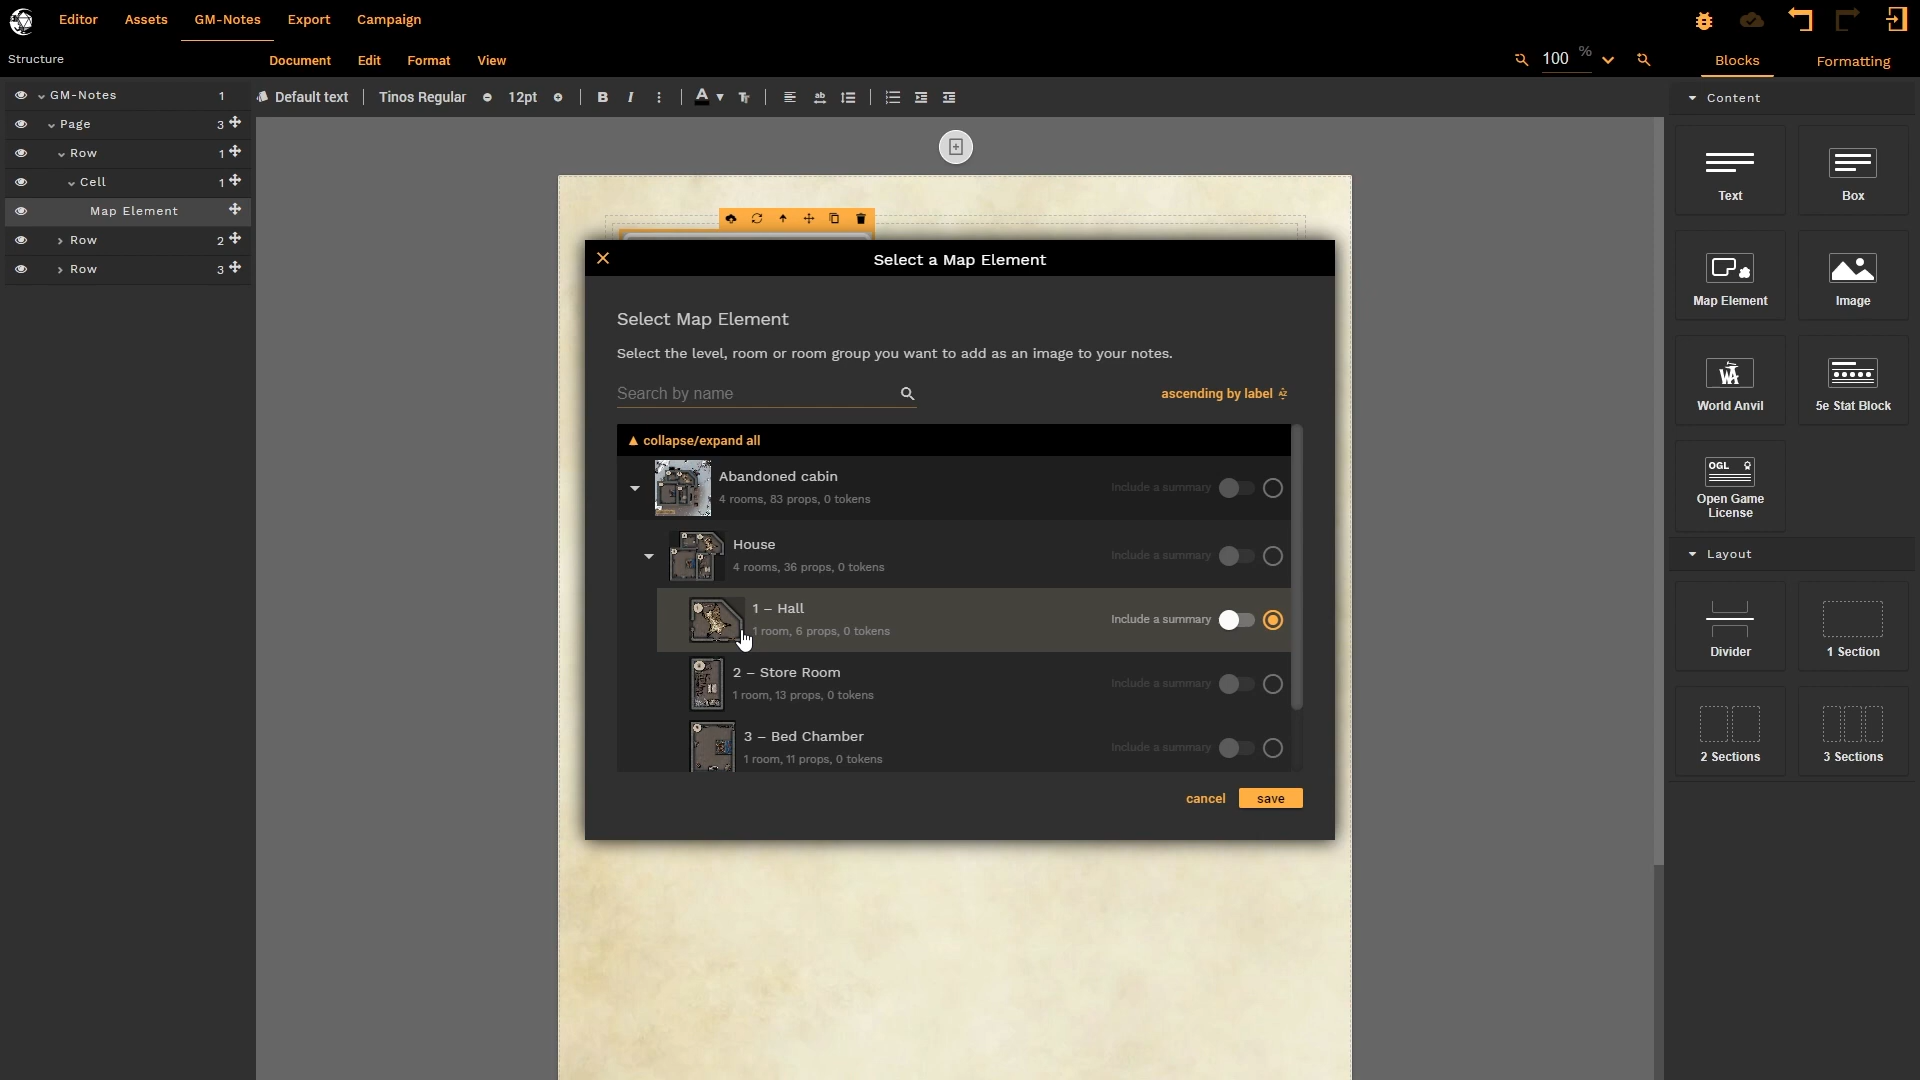 Editor Assets GM-Notes Export Campaign
Structure
Document Edit Format View
100 %
Blocks Formatting
GM-Notes 1
Page 3
Row 1
Cell 1
Map Element
Row 2
Row 3
Default text Tinos Regular 12pt B I A Tr
Select a Map Element
Select Map Element
Select the level, room or room group you want to add as an image to your notes.
Search by name
ascending by label
collapse/expand all
Abandoned cabin
4 rooms, 83 props, 0 tokens
Include a summary
House
4 rooms, 36 props, 0 tokens
Include a summary
1 – Hall
1 room, 6 props, 0 tokens
Include a summary
2 – Store Room
1 room, 13 props, 0 tokens
Include a summary
3 – Bed Chamber
1 room, 11 props, 0 tokens
Include a summary
cancel save
Content
Text Box
Map Element Image
World Anvil 5e Stat Block
OGL
Open Game
License
Layout
Divider 1 Section
2 Sections 3 Sections